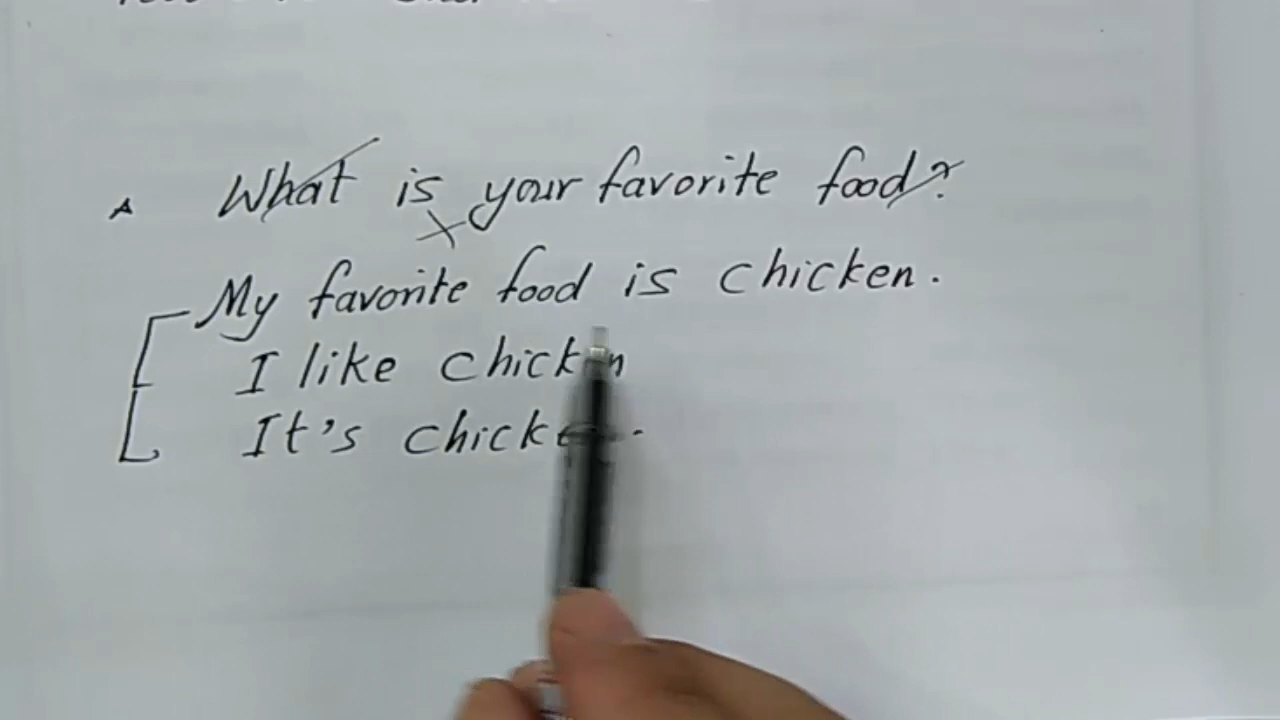 A What is your favorite food?
My favorite food is chicken.
I like chicken
It's chicken.